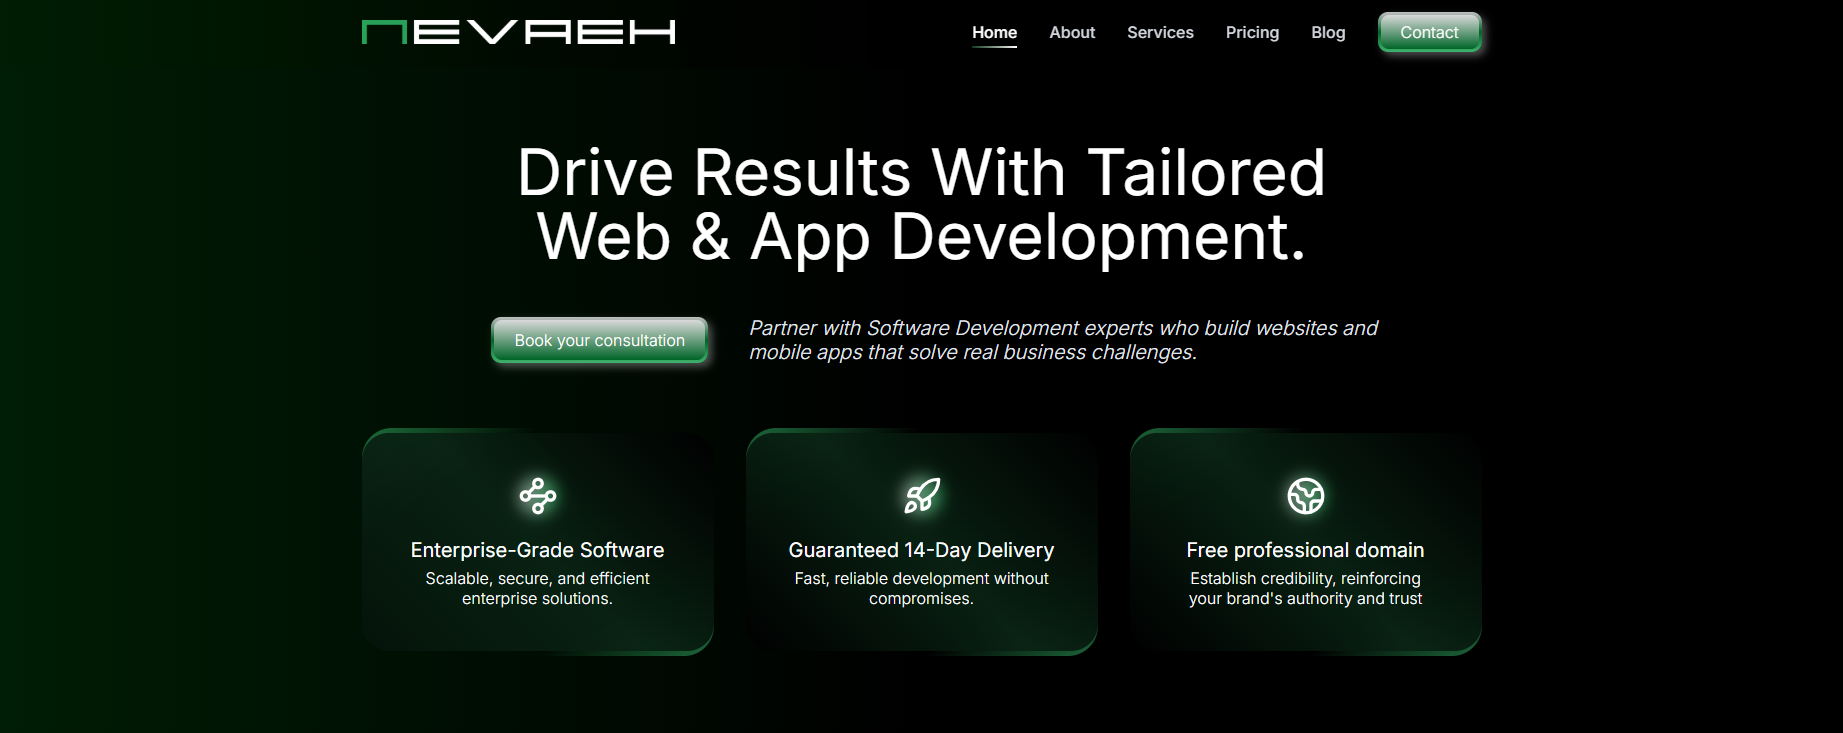 NEVAEH
Home About Services Pricing Blog Contact
Drive Results With Tailored
Web & App Development.
Book your consultation
Partner with Software Development experts who build websites and
mobile apps that solve real business challenges.
Enterprise-Grade Software
Scalable, secure, and efficient
enterprise solutions.
Guaranteed 14-Day Delivery
Fast, reliable development without
compromises.
Free professional domain
Establish credibility, reinforcing
your brand's authority and trust